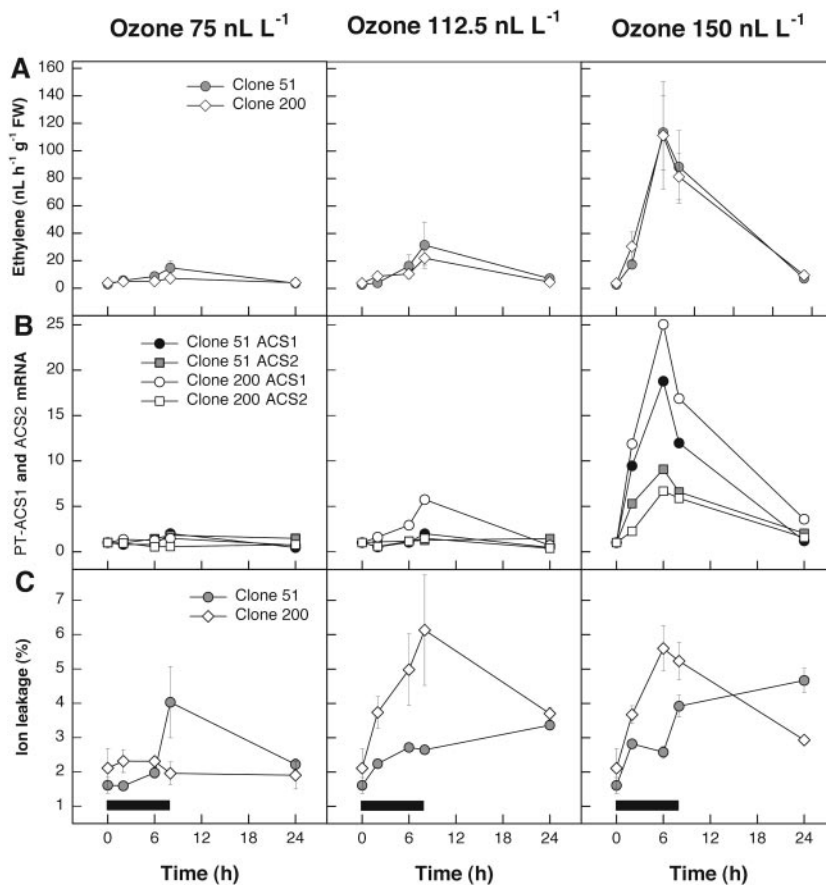 Ozone 75 nL L⁻¹ Ozone 112.5 nL L⁻¹ Ozone 150 nL L⁻¹
A
Ethylene (nL h⁻¹ g⁻¹ FW)
160
140
120
100
80
60
40
20
0
Clone 51
Clone 200
B
PT-ACS1 and ACS2 mRNA
25
20
15
10
5
0
Clone 51 ACS1
Clone 51 ACS2
Clone 200 ACS1
Clone 200 ACS2
C
Ion leakage (%)
7
6
5
4
3
2
1
Clone 51
Clone 200
0 6 12 18 24 0 6 12 18 24 0 6 12 18 24
Time (h) Time (h) Time (h)